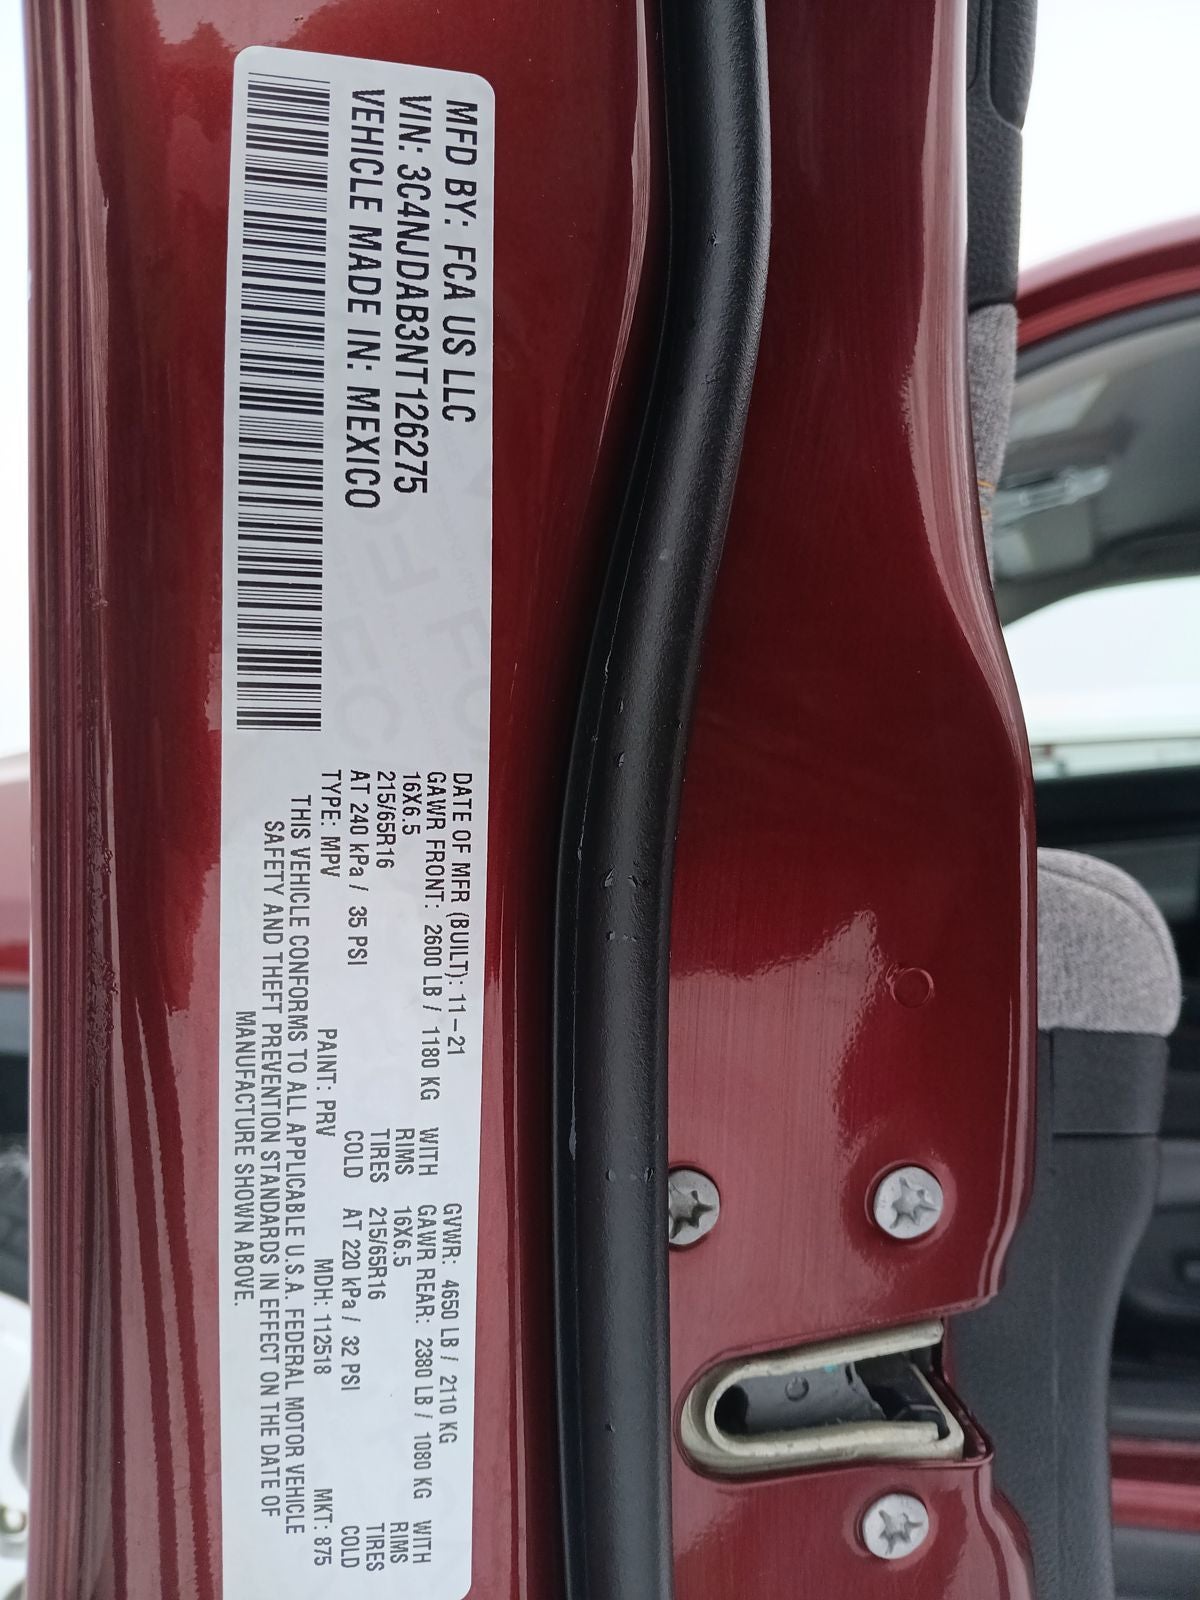 MFD BY: FCA US LLC
VIN: 3C4NJDAB3NT126275
VEHICLE MADE IN: MEXICO
DATE OF MFR (BUILT): 11-21 GVWR: 4650 LB / 2110 KG
GAWR FRONT: 2600 LB / 1180 KG WITH GAWR REAR: 2380 LB / 1080 KG WITH
16X6.5 RIMS 16X6.5 RIMS
215/65R16 TIRES 215/65R16 TIRES
AT 240 kPa / 35 PSI COLD AT 220 kPa / 32 PSI COLD
TYPE: MPV PAINT: PRV MDH: 112518 MKT: 875
THIS VEHICLE CONFORMS TO ALL APPLICABLE U.S.A. FEDERAL MOTOR VEHICLE
SAFETY AND THEFT PREVENTION STANDARDS IN EFFECT ON THE DATE OF
MANUFACTURE SHOWN ABOVE.